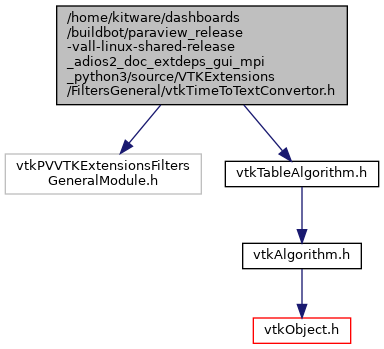 /home/kitware/dashboards
/buildbot/paraview_release
-vall-linux-shared-release
_adios2_doc_extdeps_gui_mpi
_python3/source/VTKExtensions
/FiltersGeneral/vtkTimeToTextConvertor.h
vtkPVVTKExtensionsFilters
GeneralModule.h
vtkTableAlgorithm.h
vtkAlgorithm.h
vtkObject.h